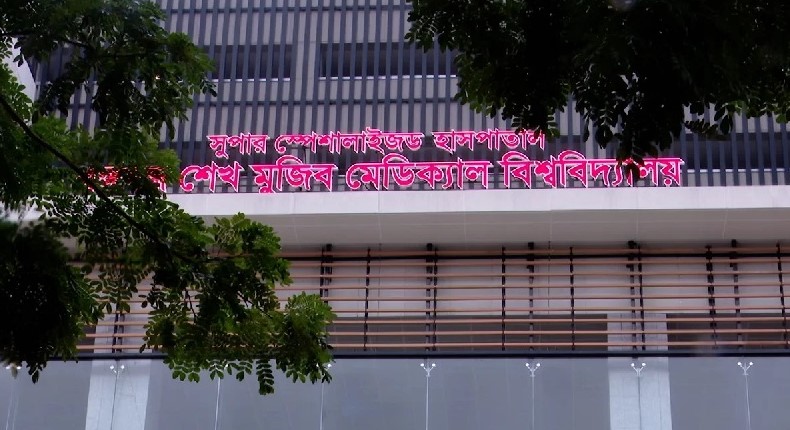 সুপার স্পেশালাইজড হাসপাতাল
শেখ মুজিব মেডিক্যাল বিশ্ববিদ্যালয়